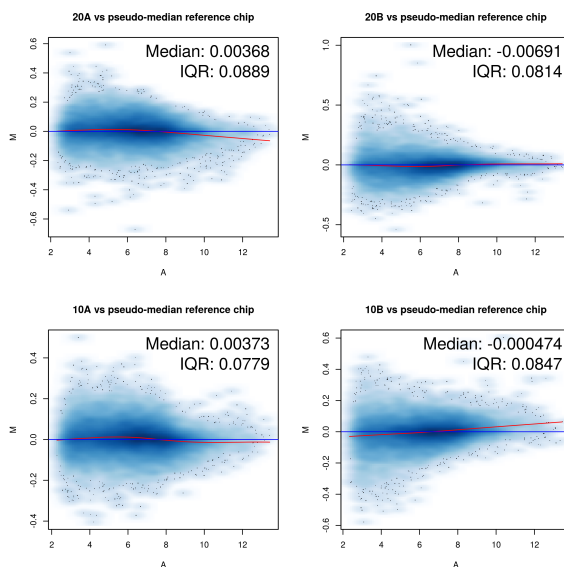 20A vs pseudo-median reference chip
Median: 0.00368
IQR: 0.0889
M
0.6
0.4
0.2
0.0
-0.2
-0.4
-0.6
2 4 6 8 10 12
A
20B vs pseudo-median reference chip
Median: -0.00691
IQR: 0.0814
M
1.0
0.5
0.0
-0.5
2 4 6 8 10 12
A
10A vs pseudo-median reference chip
Median: 0.00373
IQR: 0.0779
M
0.4
0.2
0.0
-0.2
-0.4
2 4 6 8 10 12
A
10B vs pseudo-median reference chip
Median: -0.000474
IQR: 0.0847
M
0.6
0.4
0.2
0.0
-0.2
-0.4
-0.6
2 4 6 8 10 12
A